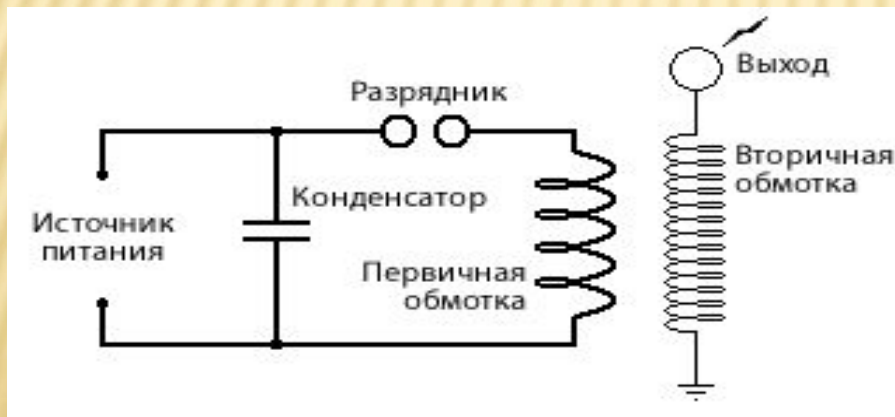 Выход
Разрядник
Вторичная
обмотка
Конденсатор
Источник
питания
Первичная
обмотка